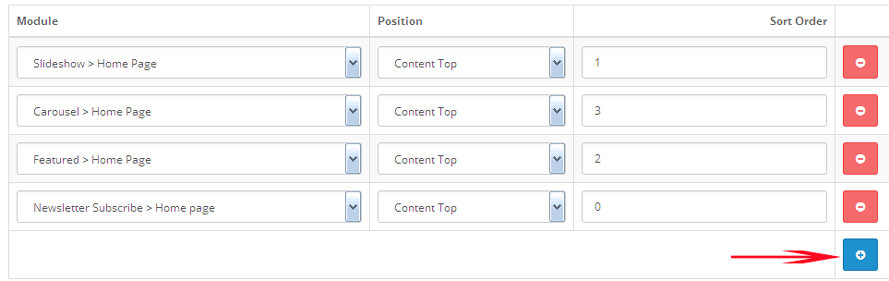 Module Position Sort Order
Slideshow > Home Page Content Top 1
Carousel > Home Page Content Top 3
Featured > Home Page Content Top 2
Newsletter Subscribe > Home page Content Top 0